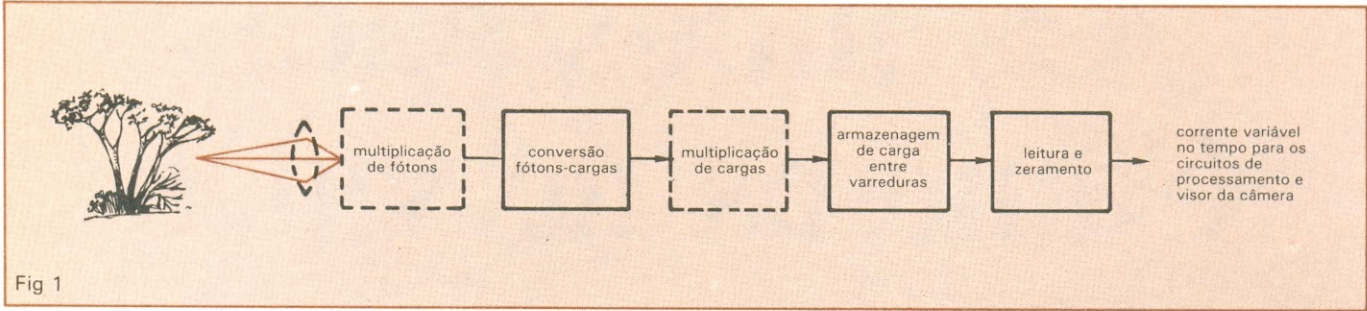 multiplicação
de fótons
conversão
fótons-cargas
multiplicação
de cargas
armazenagem
de carga
entre
varreduras
leitura e
zeramento
corrente variável
no tempo para os
circuitos de
processamento e
visor da câmera
Fig 1